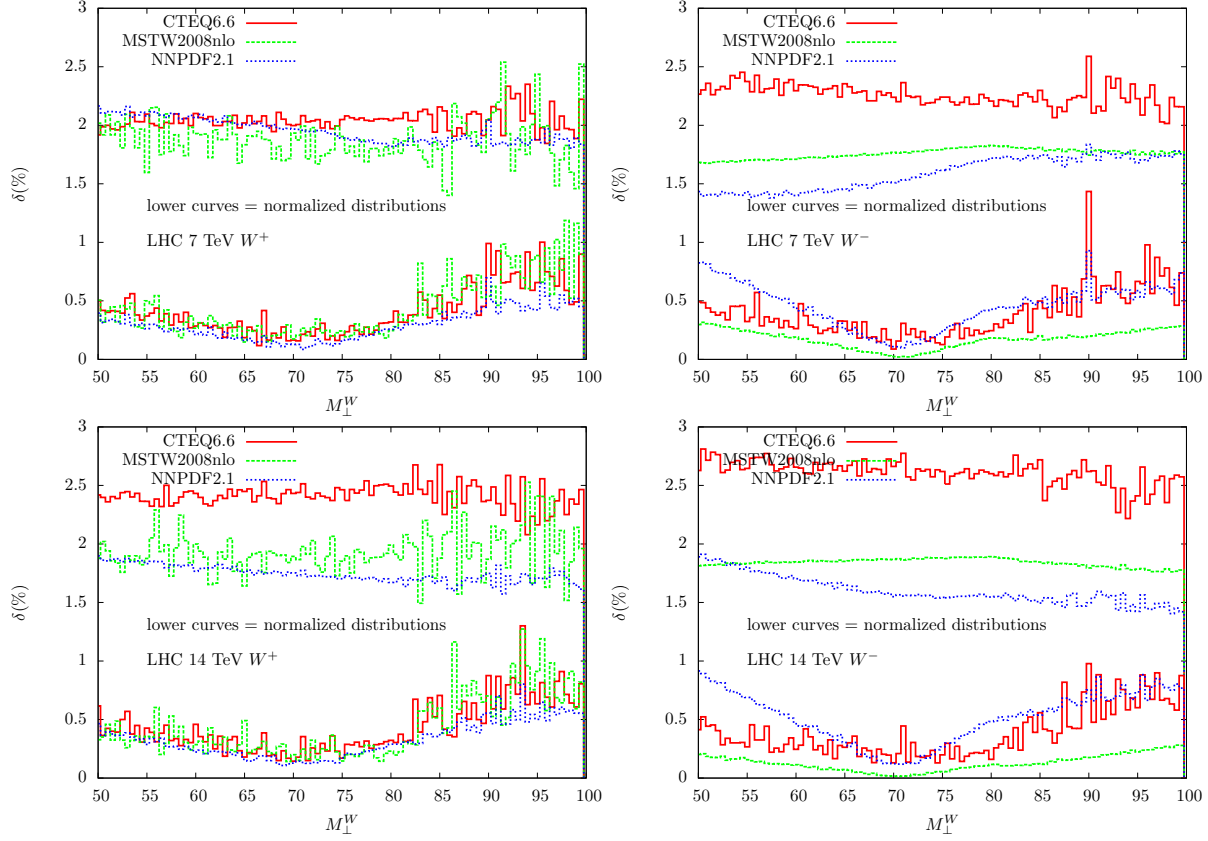 3
2.5
2
1.5
1
0.5
0
δ(%)
CTEQ6.6
MSTW2008nlo
NNPDF2.1
lower curves = normalized distributions
LHC 7 TeV W⁺
50 55 60 65 70 75 80 85 90 95 100
M⊥^W
3
2.5
2
1.5
1
0.5
0
δ(%)
CTEQ6.6
MSTW2008nlo
NNPDF2.1
lower curves = normalized distributions
LHC 7 TeV W⁻
50 55 60 65 70 75 80 85 90 95 100
M⊥^W
3
2.5
2
1.5
1
0.5
0
δ(%)
CTEQ6.6
MSTW2008nlo
NNPDF2.1
lower curves = normalized distributions
LHC 14 TeV W⁺
50 55 60 65 70 75 80 85 90 95 100
M⊥^W
3
2.5
2
1.5
1
0.5
0
δ(%)
CTEQ6.6
MSTW2008nlo
NNPDF2.1
lower curves = normalized distributions
LHC 14 TeV W⁻
50 55 60 65 70 75 80 85 90 95 100
M⊥^W